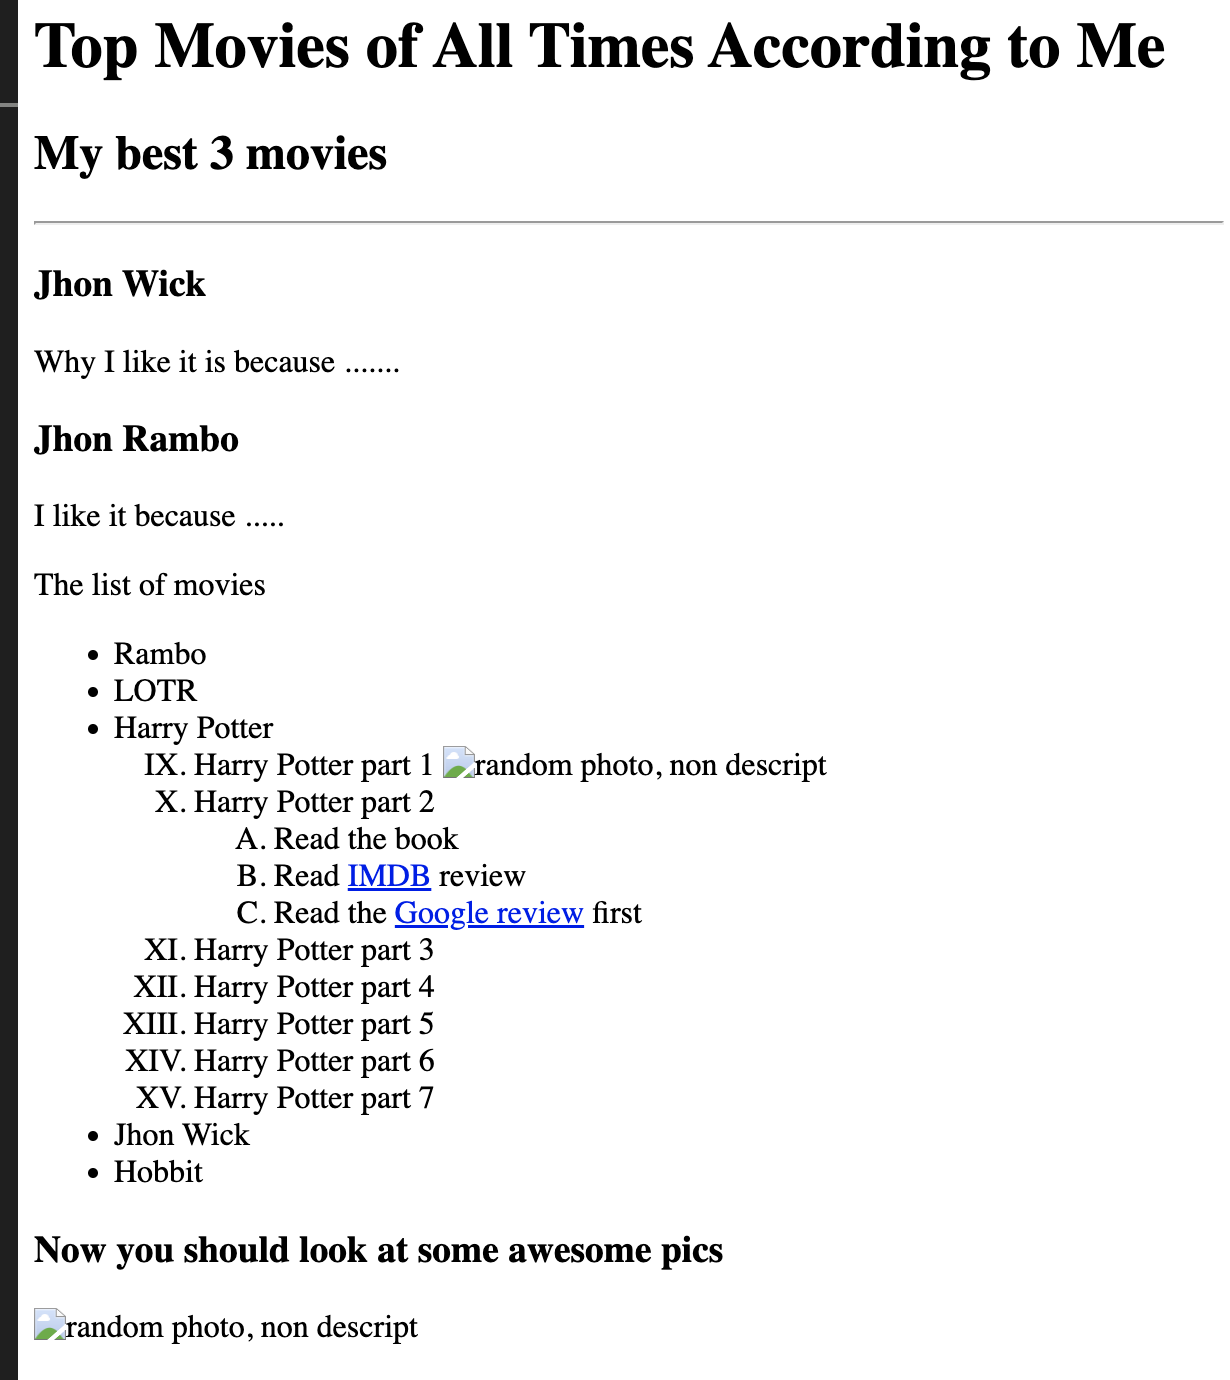 Top Movies of All Times According to Me
My best 3 movies
Jhon Wick
Why I like it is because .......
Jhon Rambo
I like it because .....
The list of movies
• Rambo
• LOTR
• Harry Potter
IX. Harry Potter part 1 random photo, non descript
X. Harry Potter part 2
A. Read the book
B. Read IMDB review
C. Read the Google review first
XI. Harry Potter part 3
XII. Harry Potter part 4
XIII. Harry Potter part 5
XIV. Harry Potter part 6
XV. Harry Potter part 7
• Jhon Wick
• Hobbit
Now you should look at some awesome pics
random photo, non descript